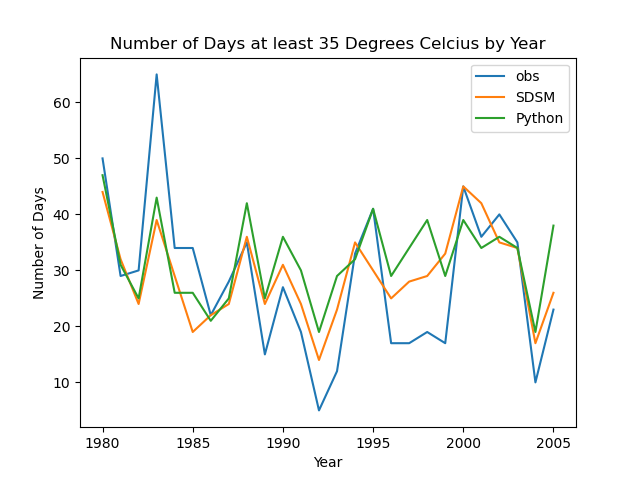 Number of Days at least 35 Degrees Celcius by Year
obs
SDSM
Python
60
50
40
30
20
10
Number of Days
1980 1985 1990 1995 2000 2005
Year